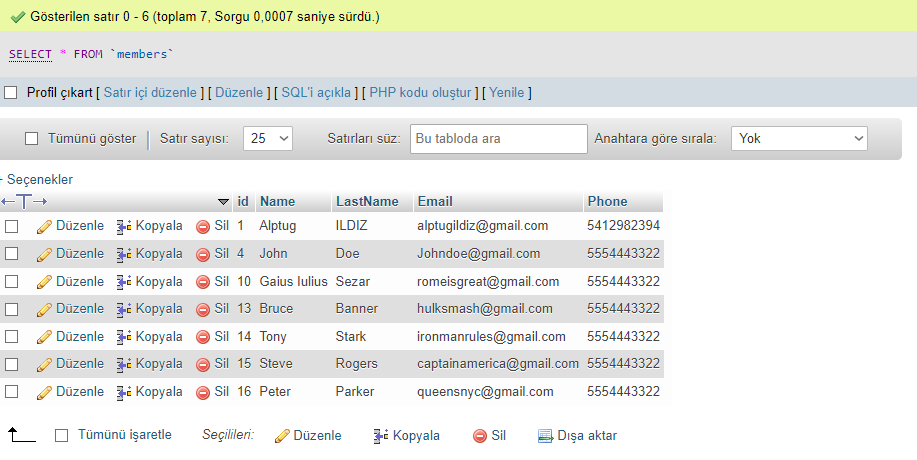 Gösterilen satır 0 - 6 (toplam 7, Sorgu 0,0007 saniye sürdü.)
SELECT * FROM `members`
Profil çıkart [ Satır içi düzenle ] [ Düzenle ] [ SQL'i açıkla ] [ PHP kodu oluştur ] [ Yenile ]
Tümünü göster Satır sayısı: 25 Satırları süz: Bu tabloda ara Anahtara göre sırala: Yok
+ Seçenekler
←T→ id Name LastName Email Phone
Düzenle Kopyala Sil 1 Alptug ILDIZ alptugildiz@gmail.com 5412982394
Düzenle Kopyala Sil 4 John Doe Johndoe@gmail.com 5554443322
Düzenle Kopyala Sil 10 Gaius Iulius Sezar romeisgreat@gmail.com 5554443322
Düzenle Kopyala Sil 13 Bruce Banner hulksmash@gmail.com 5554443322
Düzenle Kopyala Sil 14 Tony Stark ironmanrules@gmail.com 5554443322
Düzenle Kopyala Sil 15 Steve Rogers captainamerica@gmail.com 5554443322
Düzenle Kopyala Sil 16 Peter Parker queensnyc@gmail.com 5554443322
Tümünü işaretle Seçilileri: Düzenle Kopyala Sil Dışa aktar